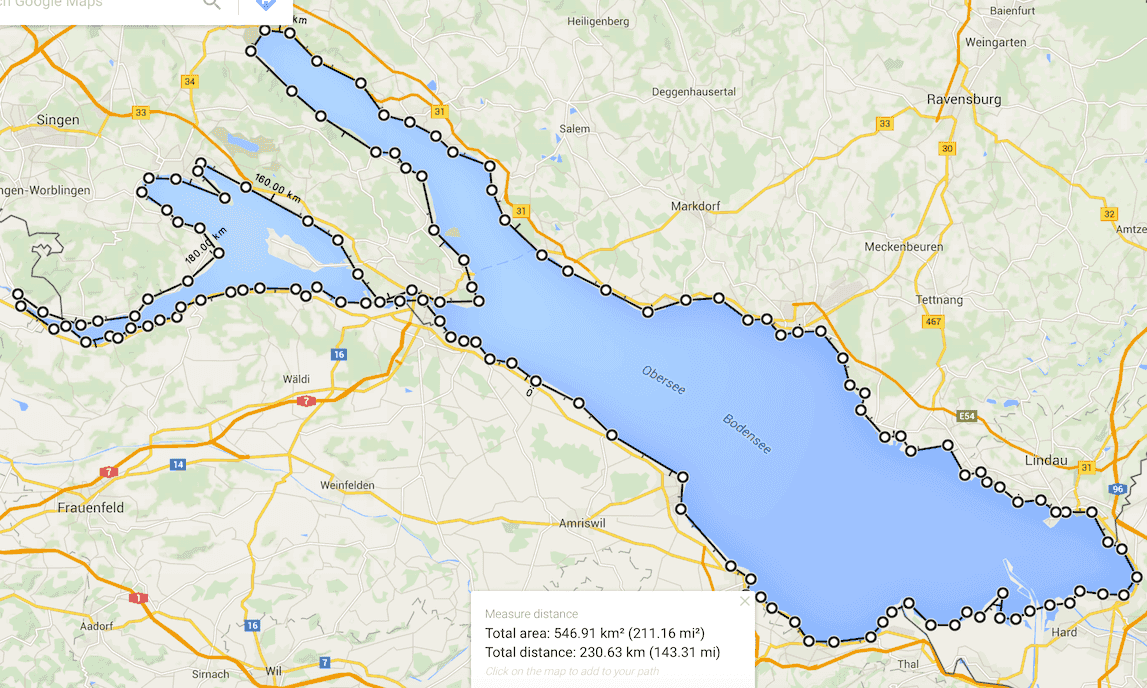 ch Google Maps
km
Heiligenberg
Baienfurt
Weingarten
34
Deggenhausertal
Ravensburg
33
31
33
Singen
Salem
30
160.00 km
ngen-Worblingen
Markdorf
31
32
Amtze
180.00 km
Meckenbeuren
Tettnang
467
16
Obersee
Wäldi
7
E54
Bodensee
Lindau
31
7
14
96
Weinfelden
Frauenfeld
Amriswil
1
Measure distance
Total area: 546.91 km² (211.16 mi²)
Total distance: 230.63 km (143.31 mi)
Click on the map to add to your path
Aadorf
16
Hard
7
Thal
Sirnach
Wil